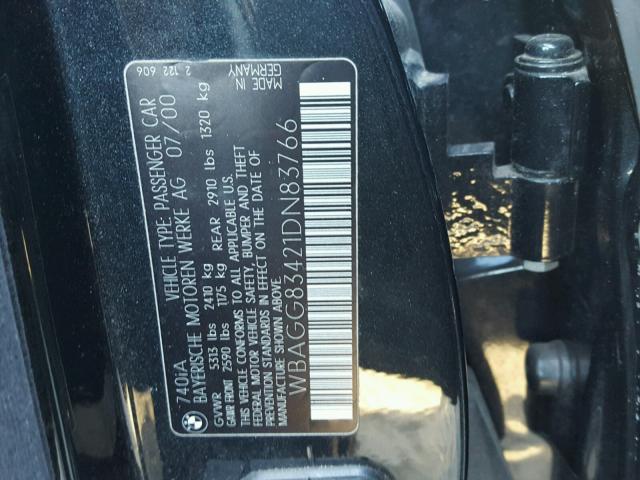 740iA VEHICLE TYPE: PASSENGER CAR
BAYERISCHE MOTOREN WERKE AG 07/00
GVWR 5313 lbs 2410 kg
GAWR FRONT 2590 lbs 1175 kg REAR 2910 lbs 1320 kg
THIS VEHICLE CONFORMS TO ALL APPLICABLE U.S.
FEDERAL MOTOR VEHICLE SAFETY, BUMPER, AND THEFT
PREVENTION STANDARDS IN EFFECT ON THE DATE OF
MANUFACTURE SHOWN ABOVE
WBAGG83421DN83766
2 122 606
MADE IN
GERMANY